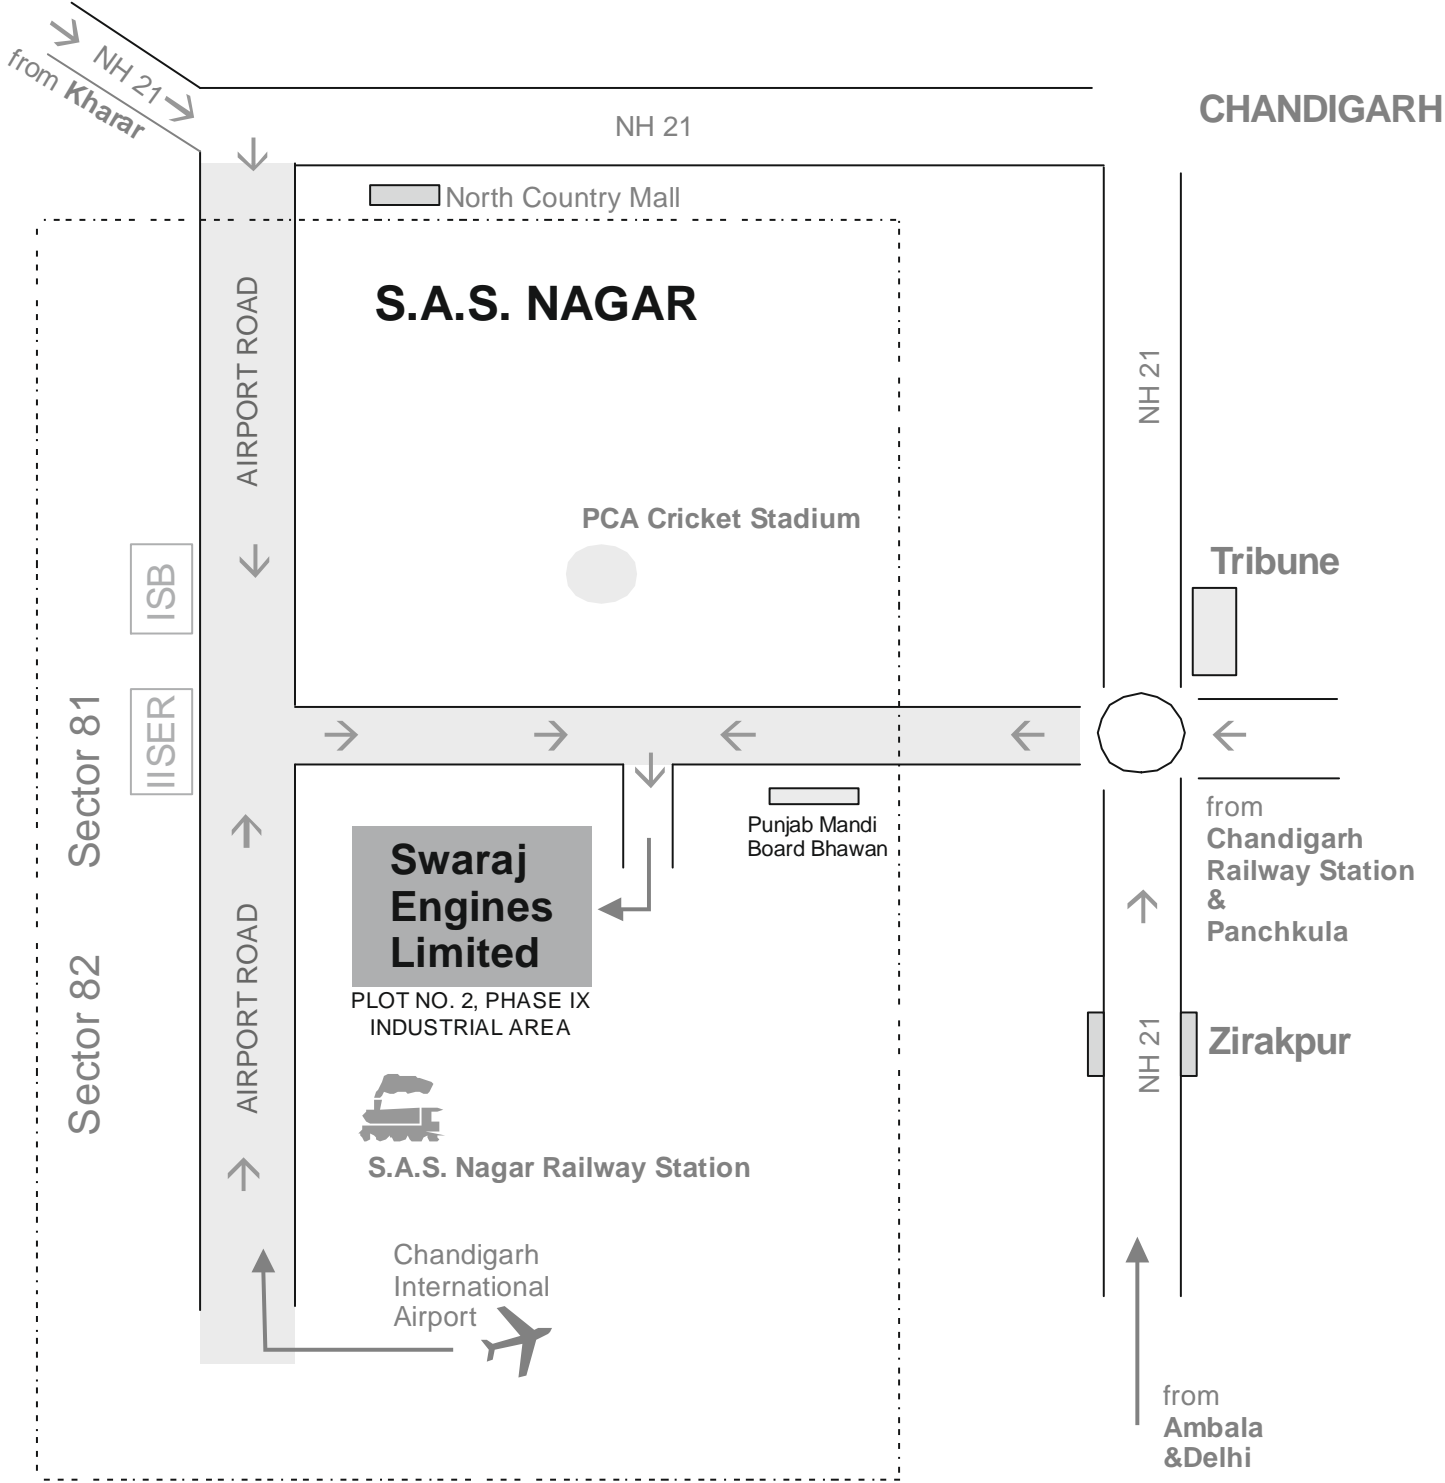 NH 21
from Kharar
CHANDIGARH
NH 21
North Country Mall
S.A.S. NAGAR
AIRPORT ROAD
NH 21
PCA Cricket Stadium
Tribune
ISB
IISER
Sector 81
Punjab Mandi
Board Bhawan
from
Chandigarh
Railway Station
&
Panchkula
Swaraj
Engines
Limited
PLOT NO. 2, PHASE IX
INDUSTRIAL AREA
AIRPORT ROAD
Sector 82
NH 21
Zirakpur
S.A.S. Nagar Railway Station
Chandigarh
International
Airport
from
Ambala
&Delhi